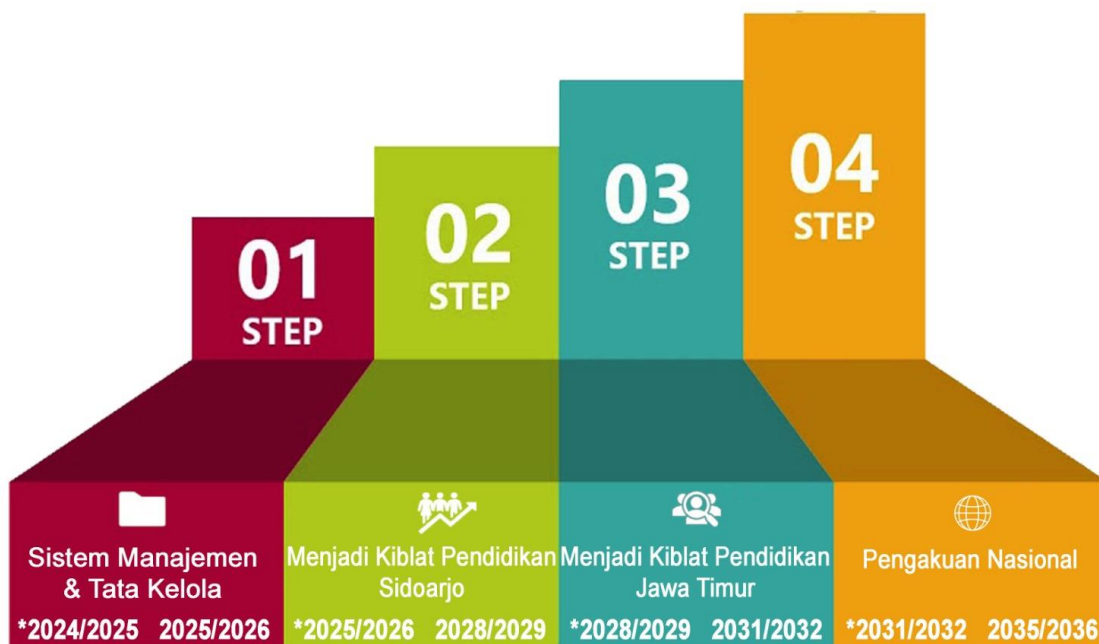 01
STEP
02
STEP
03
STEP
04
STEP
Sistem Manajemen
& Tata Kelola
*2024/2025 2025/2026
Menjadi Kiblat Pendidikan
Sidoarjo
*2025/2026 2028/2029
Menjadi Kiblat Pendidikan
Jawa Timur
*2028/2029 2031/2032
Pengakuan Nasional
*2031/2032 2035/2036